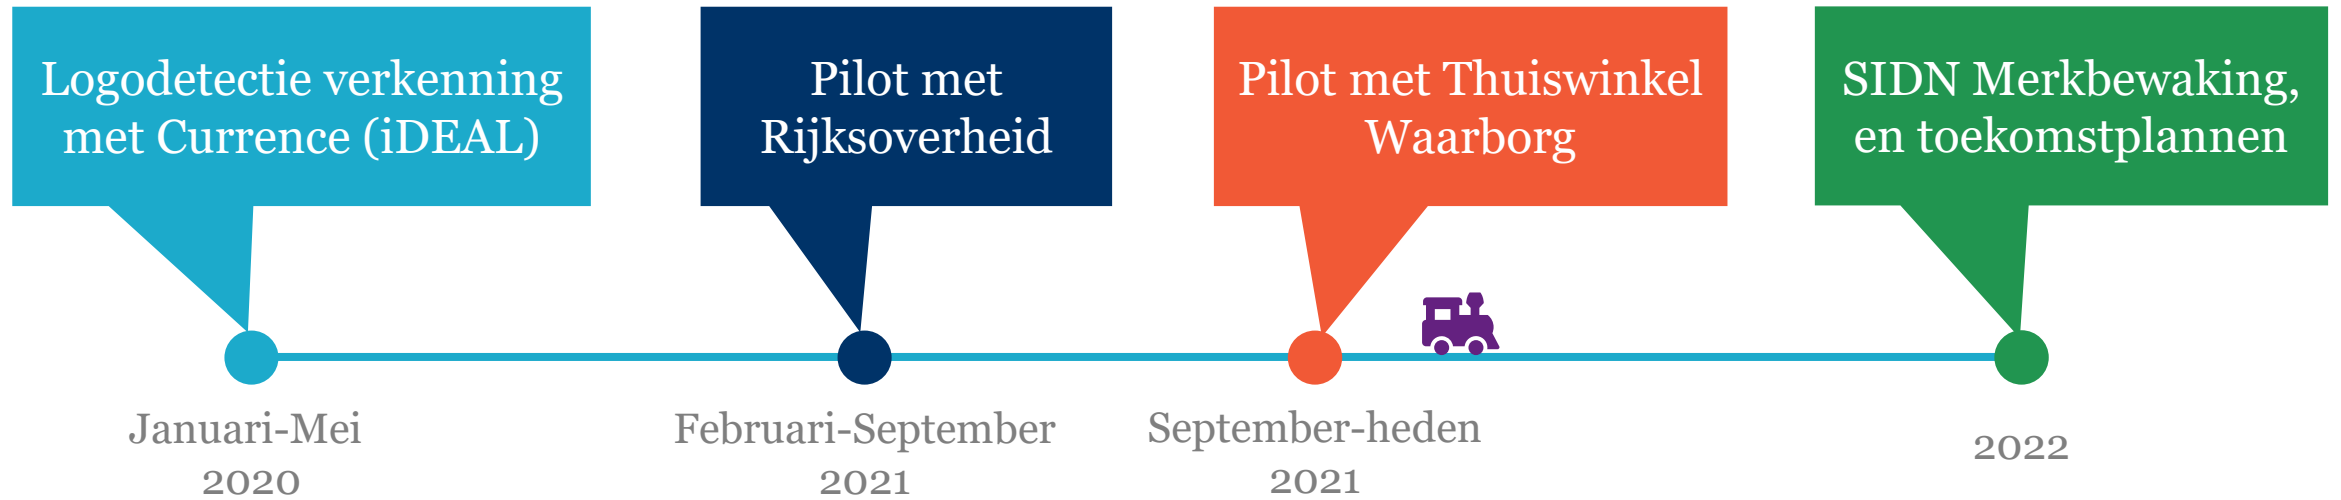 Logodetectie verkenning
met Currence (iDEAL)
Pilot met
Rijksoverheid
Pilot met Thuiswinkel
Waarborg
SIDN Merkbewaking,
en toekomstplannen
Januari-Mei
2020
Februari-September
2021
September-heden
2021
2022